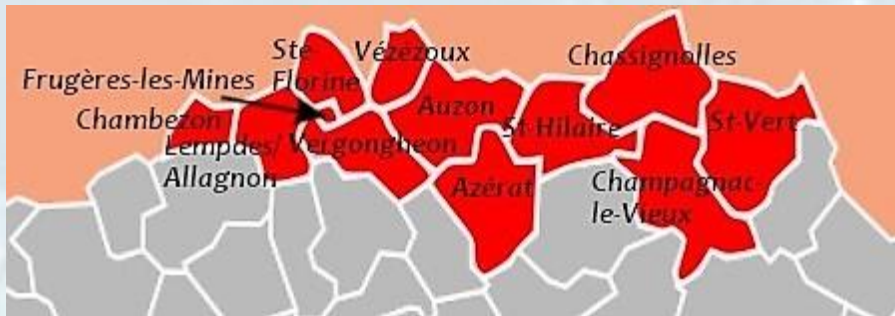 Ste
Florine
Vézézoux
Chassignolles
Frugères-les-Mines
Auzon
Chambezon
St-Hilaire
St-Vert
Lempdes/
Allagnon
Vergongheon
Azérat
Champagnac-
le-Vieux